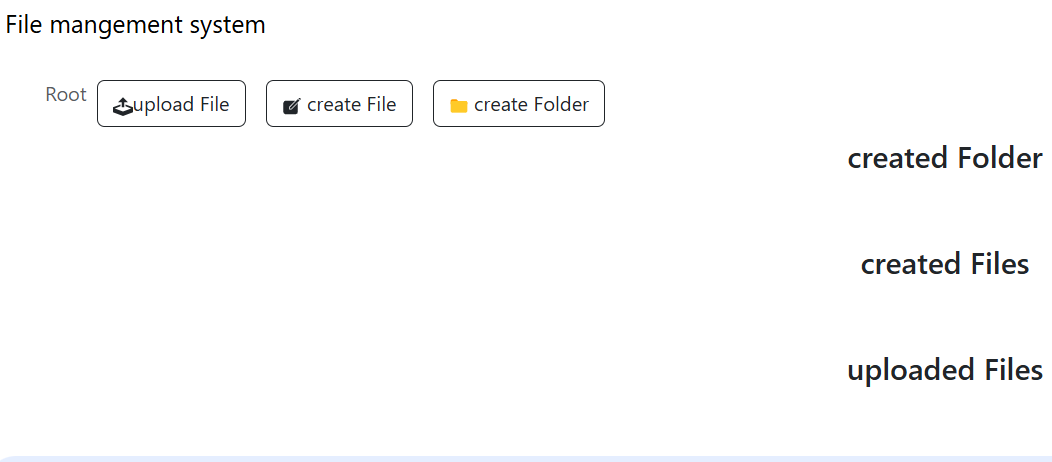 File mangement system
Root upload File create File create Folder
created Folder
created Files
uploaded Files